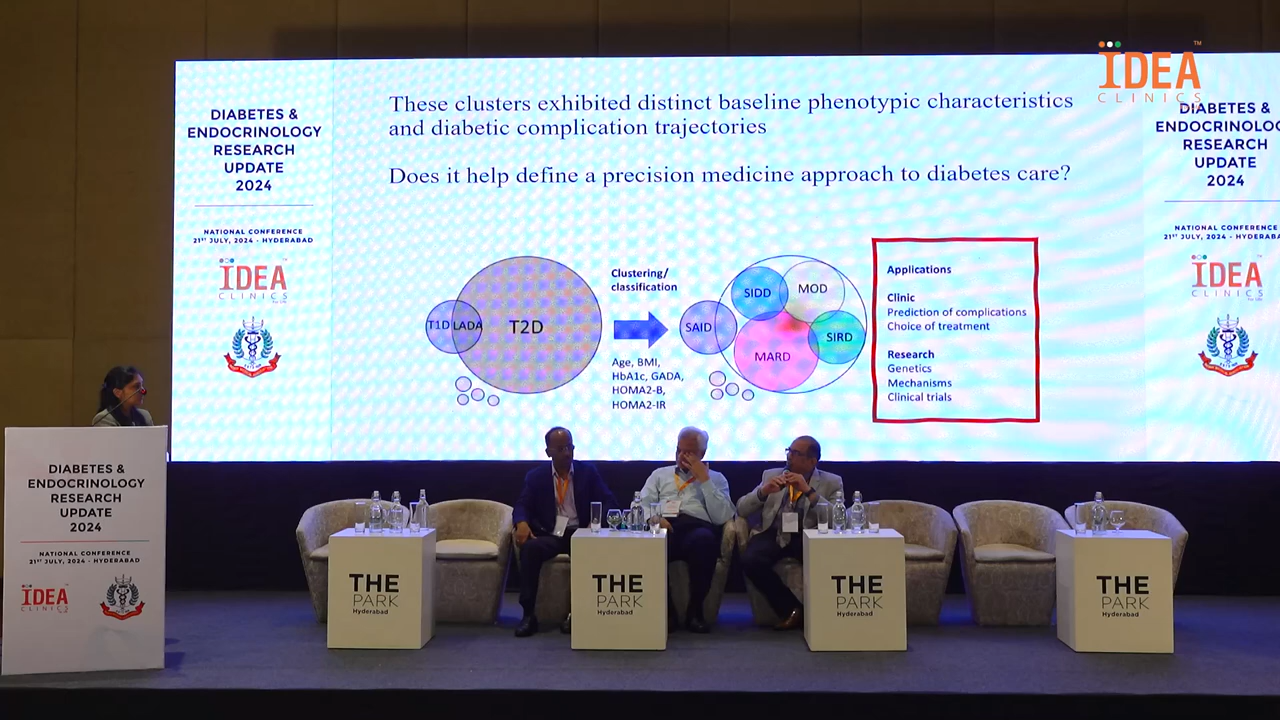 IDEA
CLINICS
TM
DIABETES &
ENDOCRINOLOGY
RESEARCH
UPDATE
2024
NATIONAL CONFERENCE
21ST JULY, 2024 - HYDERABAD
IDEA
CLINICS
These clusters exhibited distinct baseline phenotypic characteristics
and diabetic complication trajectories
Does it help define a precision medicine approach to diabetes care?
T1D LADA
T2D
Clustering/
classification
Age, BMI,
HbA1c, GADA,
HOMA2-B,
HOMA2-IR
SAID
SIDD
MOD
SIRD
MARD
Applications
Clinic
Prediction of complications
Choice of treatment
Research
Genetics
Mechanisms
Clinical trials
DIABETES &
ENDOCRINOLOG
RESEARCH
UPDATE
2024
NATIONAL CONFERENCE
21ST JULY, 2024 - HYDERABA
IDEA
CLINICS
DIABETES &
ENDOCRINOLOGY
RESEARCH
UPDATE
2024
NATIONAL CONFERENCE
21ST JULY, 2024 - HYDERABAD
IDEA
CLINICS
THE
PARK
Hyderabad
THE
PARK
Hyderabad
THE
PARK
Hyderabad
THE
PARK
Hyderabad